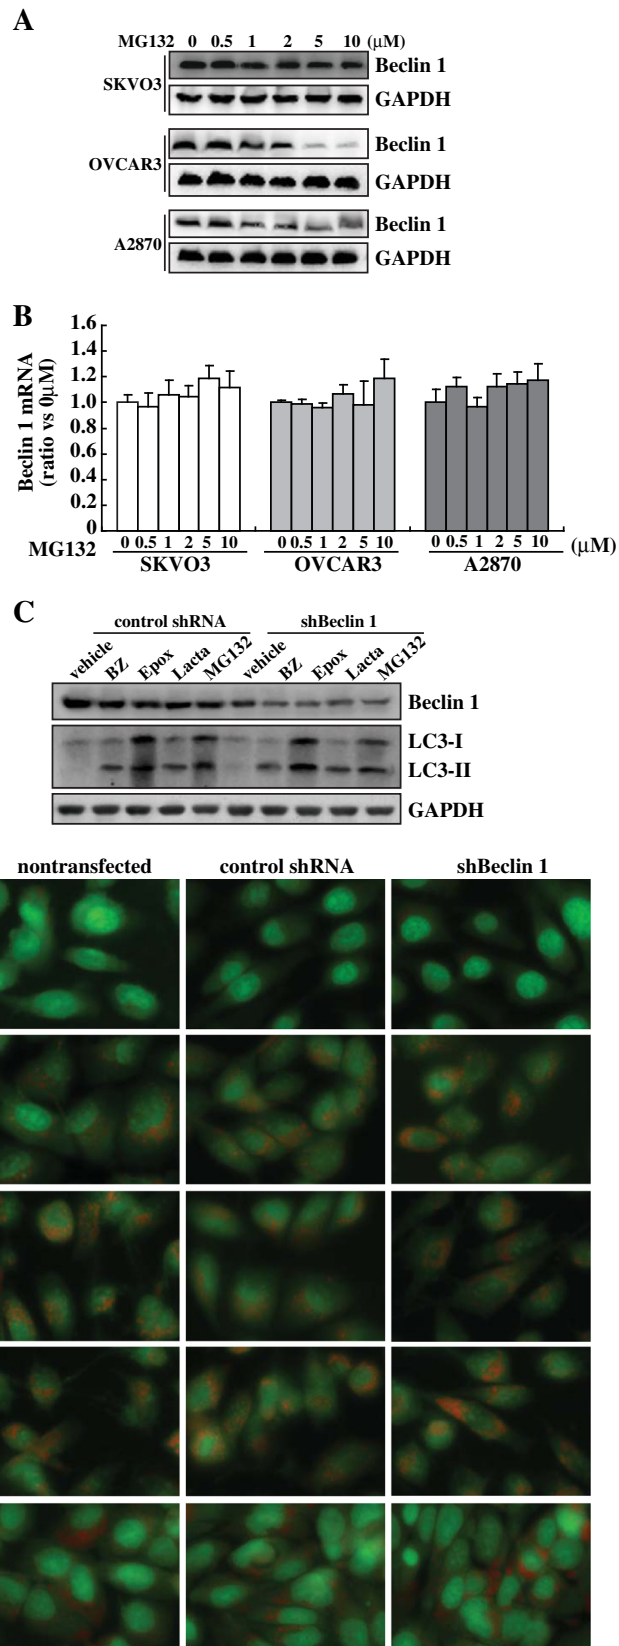 A
MG132 0 0.5 1 2 5 10 (μM)
SKVO3
Beclin 1
GAPDH
OVCAR3
Beclin 1
GAPDH
A2870
Beclin 1
GAPDH
B
Beclin 1 mRNA
(ratio vs 0μM)
1.6
1.4
1.2
1.0
0.8
0.6
0.4
0.2
0
MG132 0 0.5 1 2 5 10 0 0.5 1 2 5 10 0 0.5 1 2 5 10 (μM)
SKVO3 OVCAR3 A2870
C
control shRNA shBeclin 1
vehicle BZ Epox Lacta MG132 vehicle BZ Epox Lacta MG132
Beclin 1
LC3-I
LC3-II
GAPDH
nontransfected control shRNA shBeclin 1